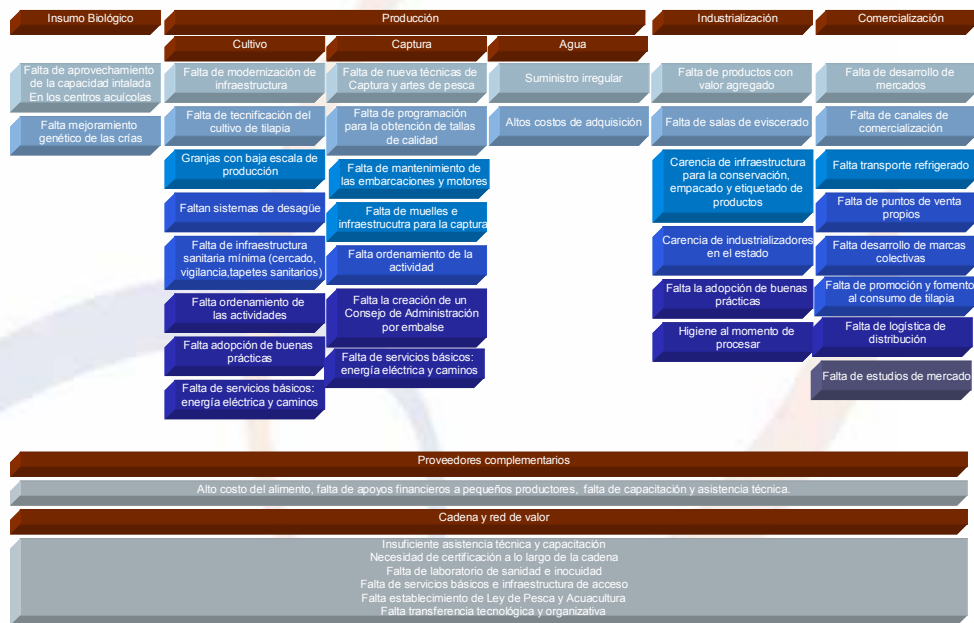 Insumo Biológico
Producción
Industrialización
Comercialización
Cultivo
Captura
Agua
Falta de aprovechamiento
de la capacidad intalada
En los centros acuícolas
Falta mejoramiento
genético de las crías
Falta de modernización de
infraestructura
Falta de tecnificación del
cultivo de tilapia
Granjas con baja escala de
producción
Faltan sistemas de desagüe
Falta de infraestructura
sanitaria mínima (cercado,
vigilancia,tapetes sanitarios)
Falta ordenamiento de
las actividades
Falta adopción de buenas
prácticas
Falta de servicios básicos:
energía eléctrica y caminos
Falta de nueva técnicas de
Captura y artes de pesca
Falta de programación
para la obtención de tallas
de calidad
Falta de mantenimiento de
las embarcaciones y motores
Falta de muelles e
infraestrucutra para la captura
Falta ordenamiento de la
actividad
Falta la creación de un
Consejo de Administración
por embalse
Falta de servicios básicos:
energía eléctrica y caminos
Suministro irregular
Altos costos de adquisición
Falta de productos con
valor agregado
Falta de salas de eviscerado
Carencia de infraestructura
para la conservación,
empacado y etiquetado de
productos
Carencia de industrializadores
en el estado
Falta la adopción de buenas
prácticas
Higiene al momento de
procesar
Falta de desarrollo de
mercados
Falta de canales de
comercialización
Falta transporte refrigerado
Falta de puntos de venta
propios
Falta desarrollo de marcas
colectivas
Falta de promoción y fomento
al consumo de tilapia
Falta de logística de
distribución
Falta de estudios de mercado
Proveedores complementarios
Alto costo del alimento, falta de apoyos financieros a pequeños productores, falta de capacitación y asistencia técnica.
Cadena y red de valor
Insuficiente asistencia técnica y capacitación
Necesidad de certificación a lo largo de la cadena
Falta de laboratorio de sanidad e inocuidad
Falta de servicios básicos e infraestructura de acceso
Falta establecimiento de Ley de Pesca y Acuacultura
Falta transferencia tecnológica y organizativa